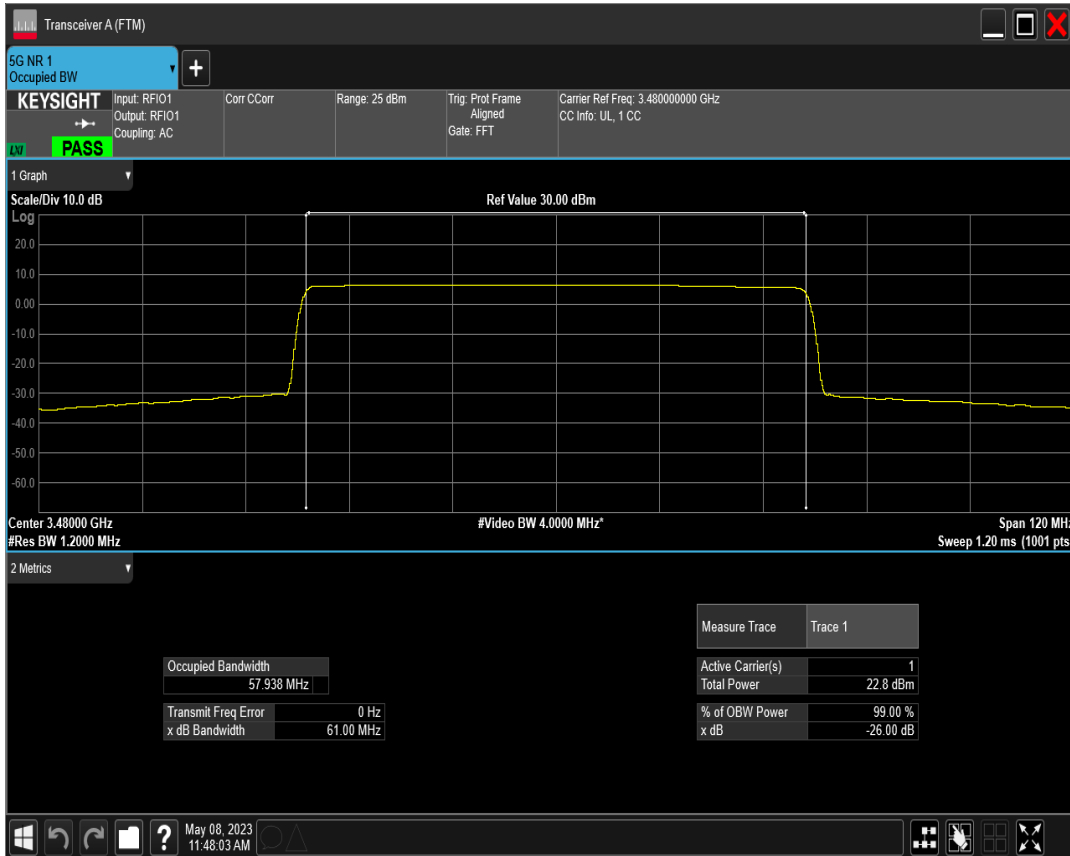 Transceiver A (FTM)
5G NR 1
Occupied BW
+
KEYSIGHT
LXI
PASS
Input: RFIO1
Output: RFIO1
Coupling: AC
Corr CCorr
Range: 25 dBm
Trig: Prot Frame
Aligned
Gate: FFT
Carrier Ref Freq: 3.480000000 GHz
CC Info: UL, 1 CC
1 Graph
Scale/Div 10.0 dB
Ref Value 30.00 dBm
Log
20.0
10.0
0.00
-10.0
-20.0
-30.0
-40.0
-50.0
-60.0
Center 3.48000 GHz
#Video BW 4.0000 MHz*
Span 120 MHz
#Res BW 1.2000 MHz
Sweep 1.20 ms (1001 pts
2 Metrics
Measure Trace Trace 1
Occupied Bandwidth
57.938 MHz
Active Carrier(s) 1
Total Power 22.8 dBm
Transmit Freq Error 0 Hz
x dB Bandwidth 61.00 MHz
% of OBW Power 99.00 %
x dB -26.00 dB
?
May 08, 2023
11:48:03 AM